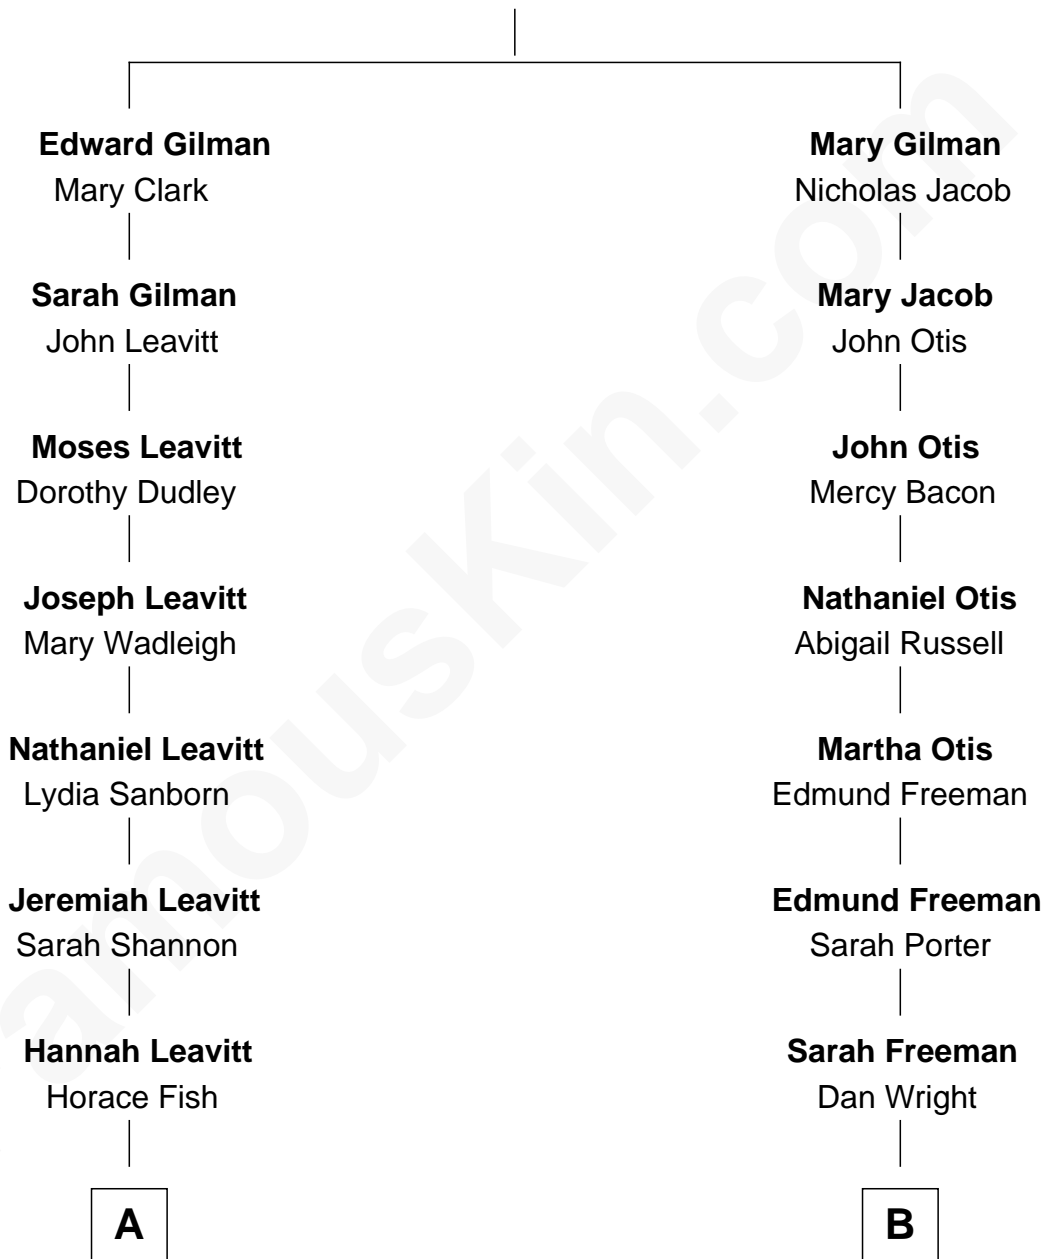 Edward Gilman
Mary Clark
Sarah Gilman
John Leavitt
Moses Leavitt
Dorothy Dudley
Joseph Leavitt
Mary Wadleigh
Nathaniel Leavitt
Lydia Sanborn
Jeremiah Leavitt
Sarah Shannon
Hannah Leavitt
Horace Fish
A
Mary Gilman
Nicholas Jacob
Mary Jacob
John Otis
John Otis
Mercy Bacon
Nathaniel Otis
Abigail Russell
Martha Otis
Edmund Freeman
Edmund Freeman
Sarah Porter
Sarah Freeman
Dan Wright
B
amousKin.com